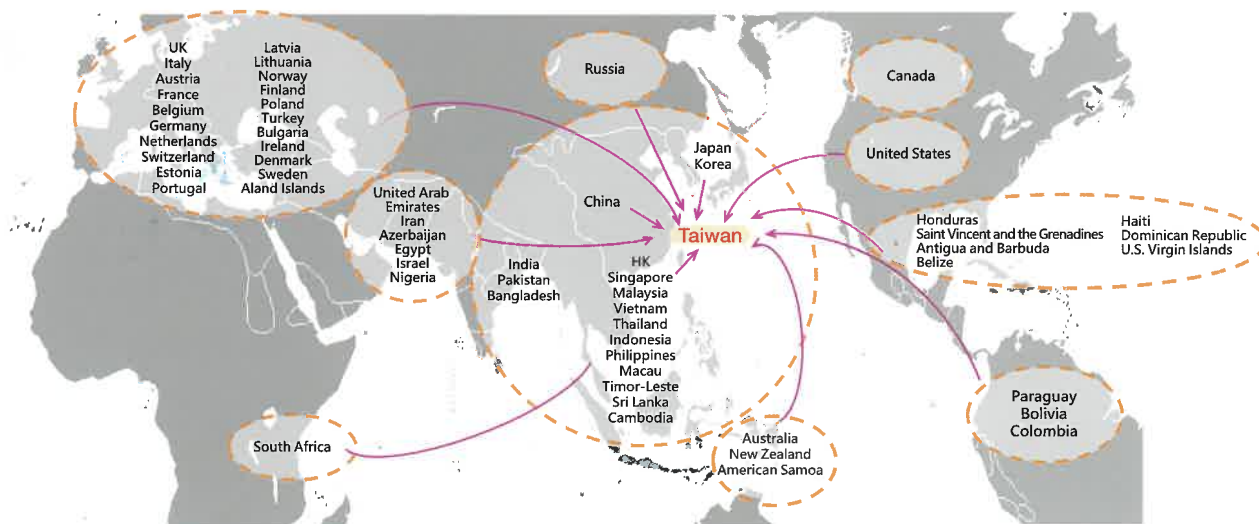 UK
Italy
Austria
France
Belgium
Germany
Netherlands
Switzerland
Estonia
Portugal
Latvia
Lithuania
Norway
Finland
Poland
Turkey
Bulgaria
Ireland
Denmark
Sweden
Aland Islands
United Arab
Emirates
Iran
Azerbaijan
Egypt
Israel
Nigeria
South Africa
Russia
Japan
Korea
China
Taiwan
India
Pakistan
Bangladesh
HK
Singapore
Malaysia
Vietnam
Thailand
Indonesia
Philippines
Macau
Timor-Leste
Sri Lanka
Cambodia
Australia
New Zealand
American Samoa
Canada
United States
Honduras
Saint Vincent and the Grenadines
Antigua and Barbuda
Belize
Haiti
Dominican Republic
U.S. Virgin Islands
Paraguay
Bolivia
Colombia